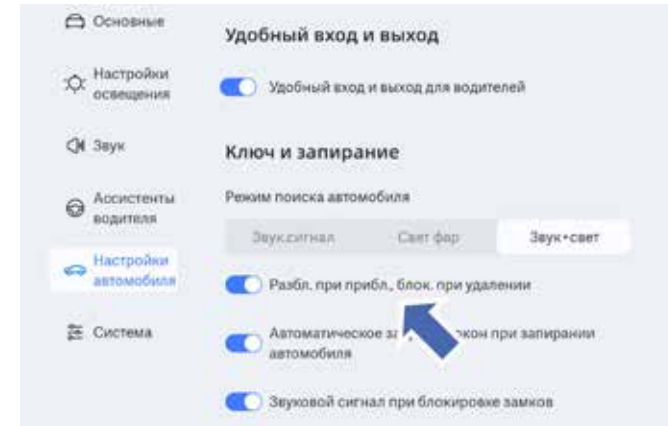 Основные
Настройки
освещения
Звук
Ассистенты
водителя
Настройки
автомобиля
Система
Удобный вход и выход
Удобный вход и выход для водителей
Ключ и запирание
Режим поиска автомобиля
Звук.сигнал Свет фар Звук+свет
Разбл. при прибл., блок. при удалении
Автоматическое окон при запирании
автомобиля
Звуковой сигнал при блокировке замков